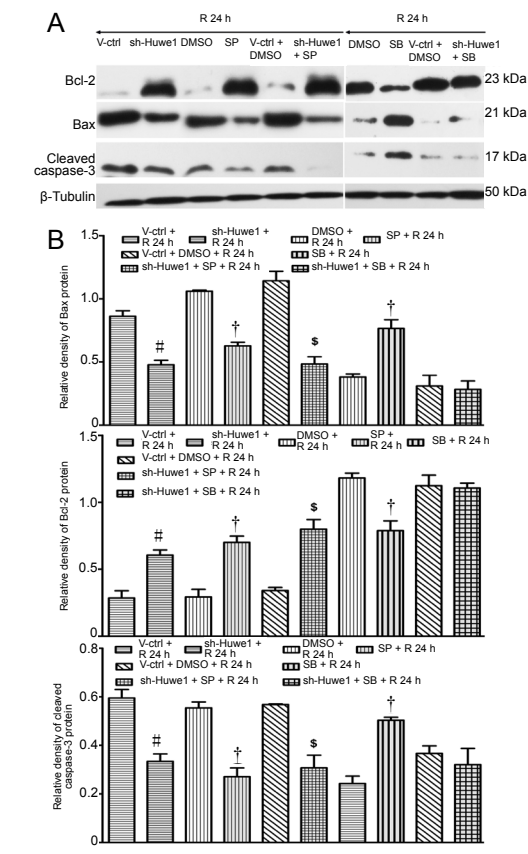 A
R 24 h
R 24 h
V-ctrl sh-Huwe1 DMSO SP V-ctrl + DMSO sh-Huwe1 + SP DMSO SB V-ctrl + DMSO sh-Huwe1 + SB
Bcl-2 23 kDa
Bax 21 kDa
Cleaved caspase-3 17 kDa
β-Tubulin 50 kDa
B
Relative density of Bax protein
1.5
1.0
0.5
0
V-ctrl + R 24 h
sh-Huwe1 + R 24 h
DMSO + R 24 h
SP + R 24 h
V-ctrl + DMSO + R 24 h
SB + R 24 h
sh-Huwe1 + SP + R 24 h
sh-Huwe1 + SB + R 24 h
# † $ †
Relative density of Bcl-2 protein
1.5
1.0
0.5
0
V-ctrl + R 24 h
sh-Huwe1 + R 24 h
DMSO + R 24 h
SP + R 24 h
SB + R 24 h
V-ctrl + DMSO + R 24 h
sh-Huwe1 + SP + R 24 h
sh-Huwe1 + SB + R 24 h
# † $ †
Relative density of cleaved caspase-3 protein
0.8
0.6
0.4
0.2
0
V-ctrl + R 24 h
sh-Huwe1 + R 24 h
DMSO + R 24 h
SP + R 24 h
V-ctrl + DMSO + R 24 h
SB + R 24 h
sh-Huwe1 + SP + R 24 h
sh-Huwe1 + SB + R 24 h
# † $ †